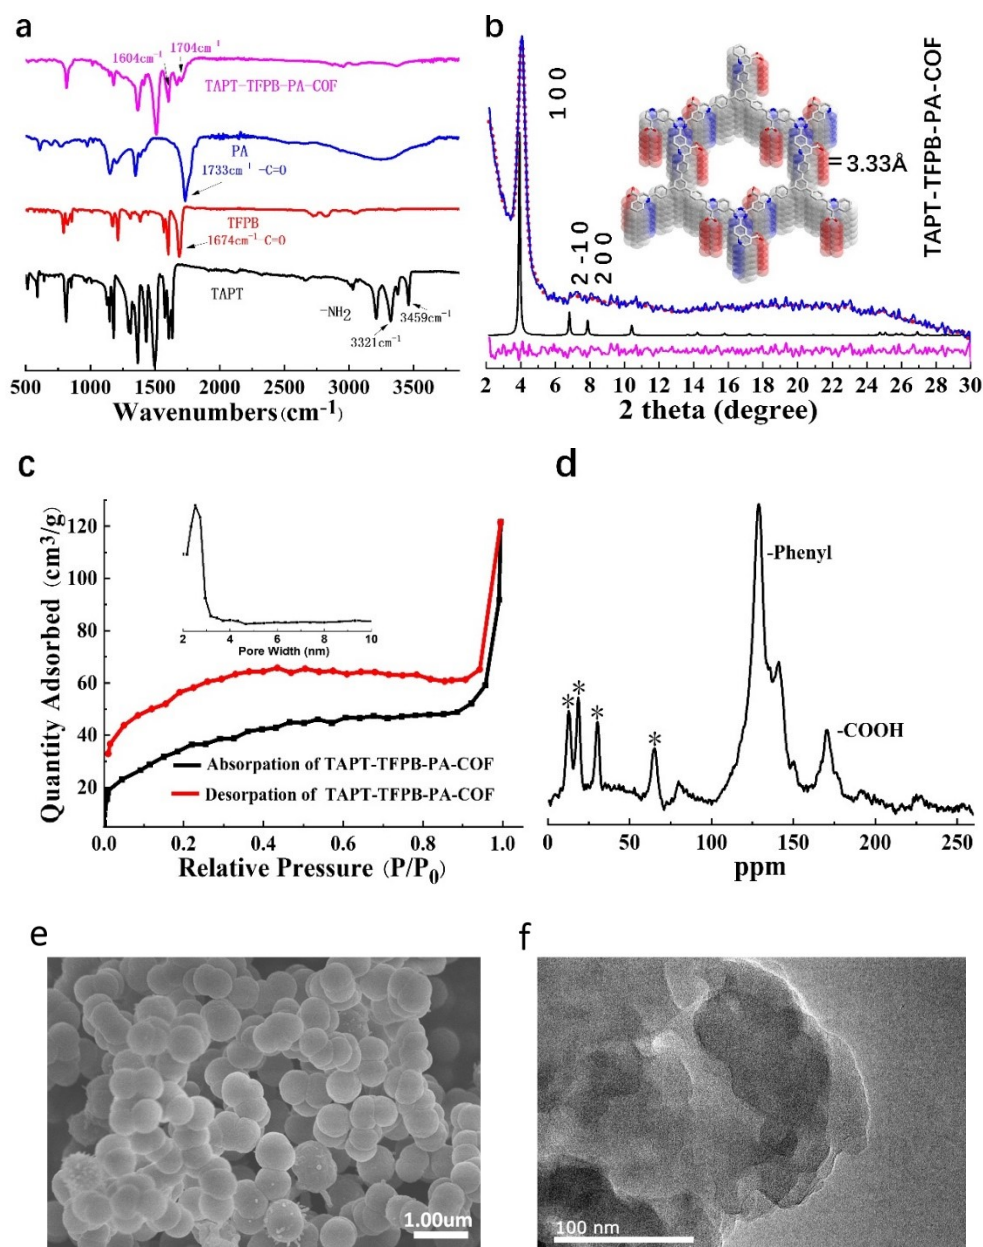 a
1604cm⁻¹
1704cm⁻¹
TAPT-TFPB-PA-COF
PA
1733cm⁻¹ -C=O
TFPB
1674cm⁻¹-C=O
TAPT
-NH₂
3459cm⁻¹
3321cm⁻¹
500 1000 1500 2000 2500 3000 3500
Wavenumbers(cm⁻¹)
b
1 0 0
2 -1 0
2 0 0
=3.33Å
TAPT-TFPB-PA-COF
2 4 6 8 10 12 14 16 18 20 22 24 26 28 30
2 theta (degree)
c
Quantity Adsorbed (cm³/g)
120
100
80
60
40
20
2 4 6 8 10
Pore Width (nm)
Absorpation of TAPT-TFPB-PA-COF
Desorpation of TAPT-TFPB-PA-COF
0.0 0.2 0.4 0.6 0.8 1.0
Relative Pressure (P/P₀)
d
* * * *
-Phenyl
-COOH
0 50 100 150 200 250
ppm
e
1.00um
f
100 nm